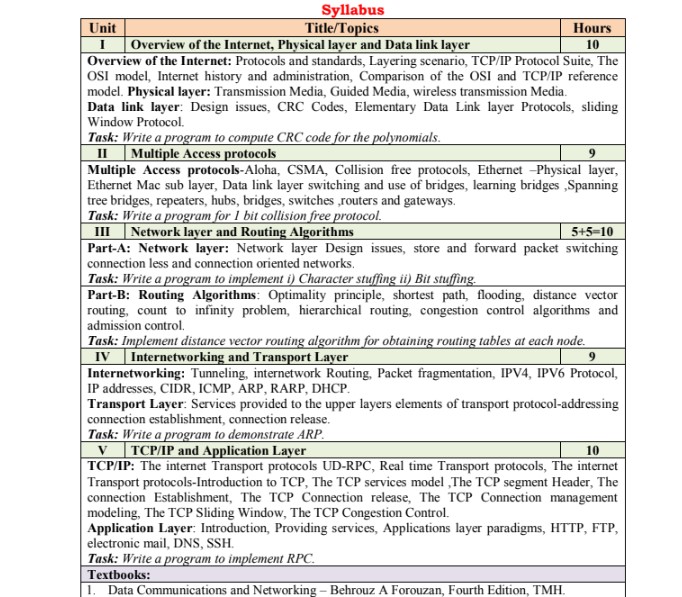 Syllabus
Unit Title/Topics Hours
I Overview of the Internet, Physical layer and Data link layer 10
Overview of the Internet: Protocols and standards, Layering scenario, TCP/IP Protocol Suite, The
OSI model, Internet history and administration, Comparison of the OSI and TCP/IP reference
model. Physical layer: Transmission Media, Guided Media, wireless transmission Media.
Data link layer: Design issues, CRC Codes, Elementary Data Link layer Protocols, sliding
Window Protocol.
Task: Write a program to compute CRC code for the polynomials.
II Multiple Access protocols 9
Multiple Access protocols-Aloha, CSMA, Collision free protocols, Ethernet –Physical layer,
Ethernet Mac sub layer, Data link layer switching and use of bridges, learning bridges ,Spanning
tree bridges, repeaters, hubs, bridges, switches ,routers and gateways.
Task: Write a program for 1 bit collision free protocol.
III Network layer and Routing Algorithms 5+5=10
Part-A: Network layer: Network layer Design issues, store and forward packet switching
connection less and connection oriented networks.
Task: Write a program to implement i) Character stuffing ii) Bit stuffing.
Part-B: Routing Algorithms: Optimality principle, shortest path, flooding, distance vector
routing, count to infinity problem, hierarchical routing, congestion control algorithms and
admission control.
Task: Implement distance vector routing algorithm for obtaining routing tables at each node.
IV Internetworking and Transport Layer 9
Internetworking: Tunneling, internetwork Routing, Packet fragmentation, IPV4, IPV6 Protocol,
IP addresses, CIDR, ICMP, ARP, RARP, DHCP.
Transport Layer: Services provided to the upper layers elements of transport protocol-addressing
connection establishment, connection release.
Task: Write a program to demonstrate ARP.
V TCP/IP and Application Layer 10
TCP/IP: The internet Transport protocols UD-RPC, Real time Transport protocols, The internet
Transport protocols-Introduction to TCP, The TCP services model ,The TCP segment Header, The
connection Establishment, The TCP Connection release, The TCP Connection management
modeling, The TCP Sliding Window, The TCP Congestion Control.
Application Layer: Introduction, Providing services, Applications layer paradigms, HTTP, FTP,
electronic mail, DNS, SSH.
Task: Write a program to implement RPC.
Textbooks:
1. Data Communications and Networking – Behrouz A Forouzan, Fourth Edition, TMH.